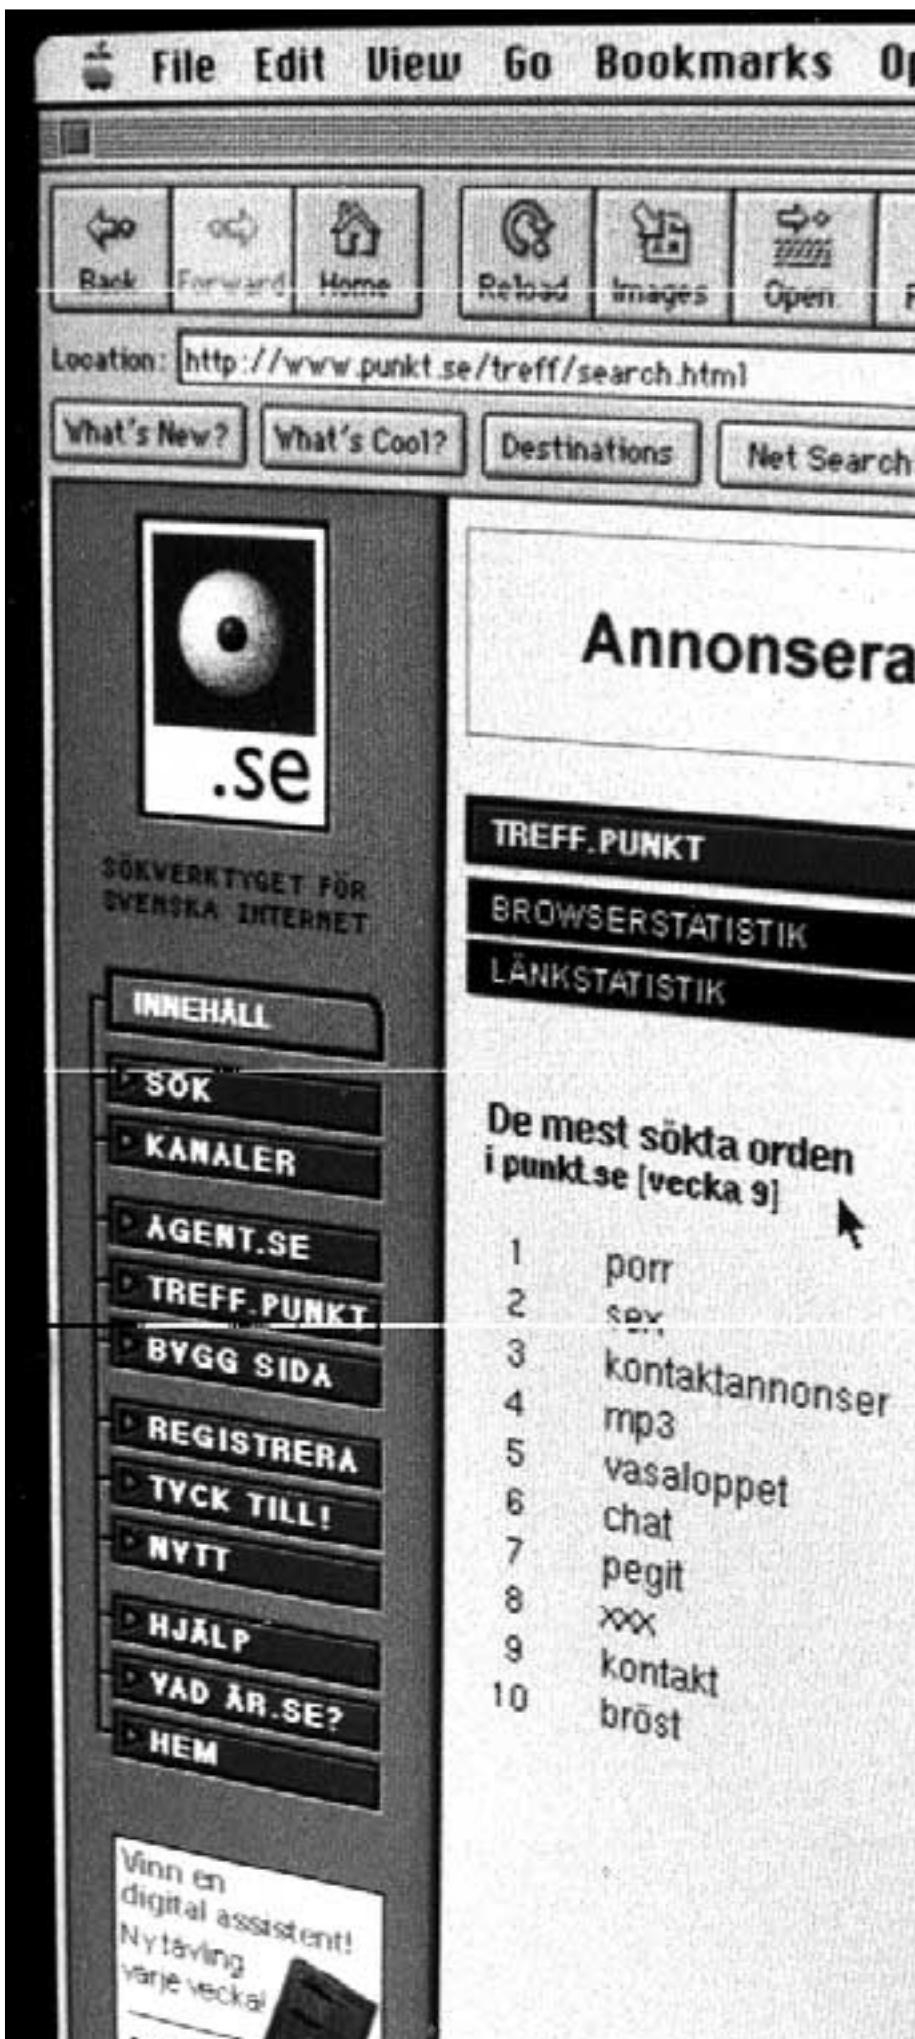 File Edit View Go Bookmarks
Back Forward Home Reload Images Open
Location: http://www.punkt.se/treff/search.html
What's New? What's Cool? Destinations Net Search
.se
SÖKVERKTYGET FÖR
SVENSKA INTERNET
INNEHÅLL
SÖK
KANALER
AGENT.SE
TREFF.PUNKT
BYGG SIDA
REGISTRERA
TYCK TILL!
NYTT
HJÄLP
VAD ÄR.SE?
HEM
Vinn en
digital assistent!
Ny tävling
varje vecka!
Annonsera
TREFF.PUNKT
BROWSERSTATISTIK
LÄNKSTATISTIK
De mest sökta orden
i punkt.se [vecka 9]
1 porr
2 sex
3 kontaktannonser
4 mp3
5 vasaloppet
6 chat
7 pegit
8 xxx
9 kontakt
10 bröst